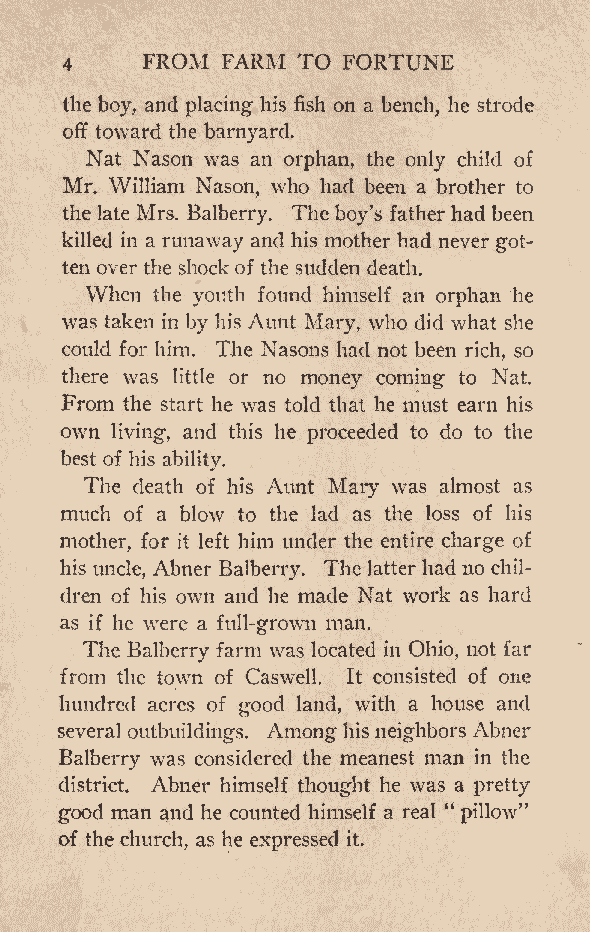 4 FROM FARM TO FORTUNE
the boy, and placing his fish on a bench, he strode
off toward the barnyard.
Nat Nason was an orphan, the only child of
Mr. William Nason, who had been a brother to
the late Mrs. Balberry. The boy's father had been
killed in a runaway and his mother had never got-
ten over the shock of the sudden death.
When the youth found himself an orphan he
was taken in by his Aunt Mary, who did what she
could for him. The Nasons had not been rich, so
there was little or no money coming to Nat.
From the start he was told that he must earn his
own living, and this he proceeded to do to the
best of his ability.
The death of his Aunt Mary was almost as
much of a blow to the lad as the loss of his
mother, for it left him under the entire charge of
his uncle, Abner Balberry. The latter had no chil-
dren of his own and he made Nat work as hard
as if he were a full-grown man.
The Balberry farm was located in Ohio, not far
from the town of Caswell. It consisted of one
hundred acres of good land, with a house and
several outbuildings. Among his neighbors Abner
Balberry was considered the meanest man in the
district. Abner himself thought he was a pretty
good man and he counted himself a real " pillow"
of the church, as he expressed it.